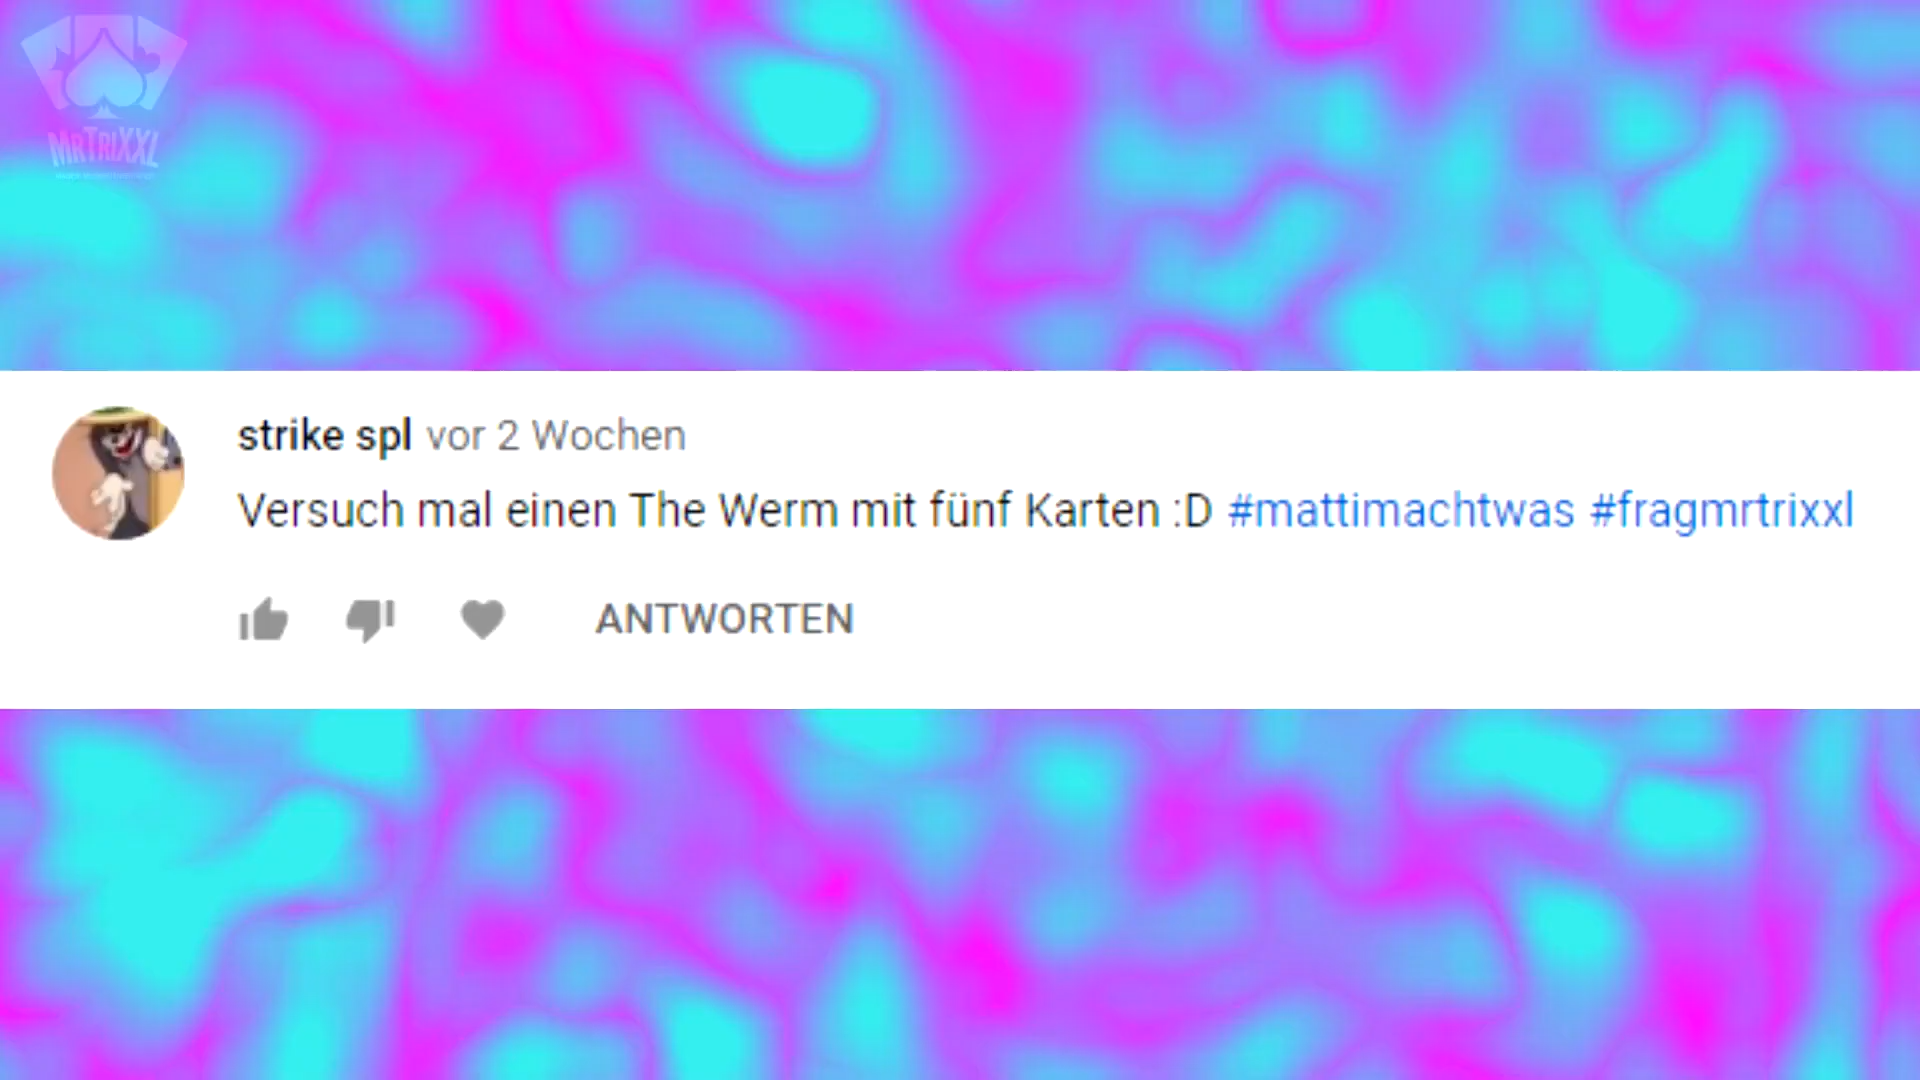 MRTRIXXL
strike spl vor 2 Wochen
Versuch mal einen The Werm mit fünf Karten :D #mattimachtwas #fragmrtrixxl
ANTWORTEN